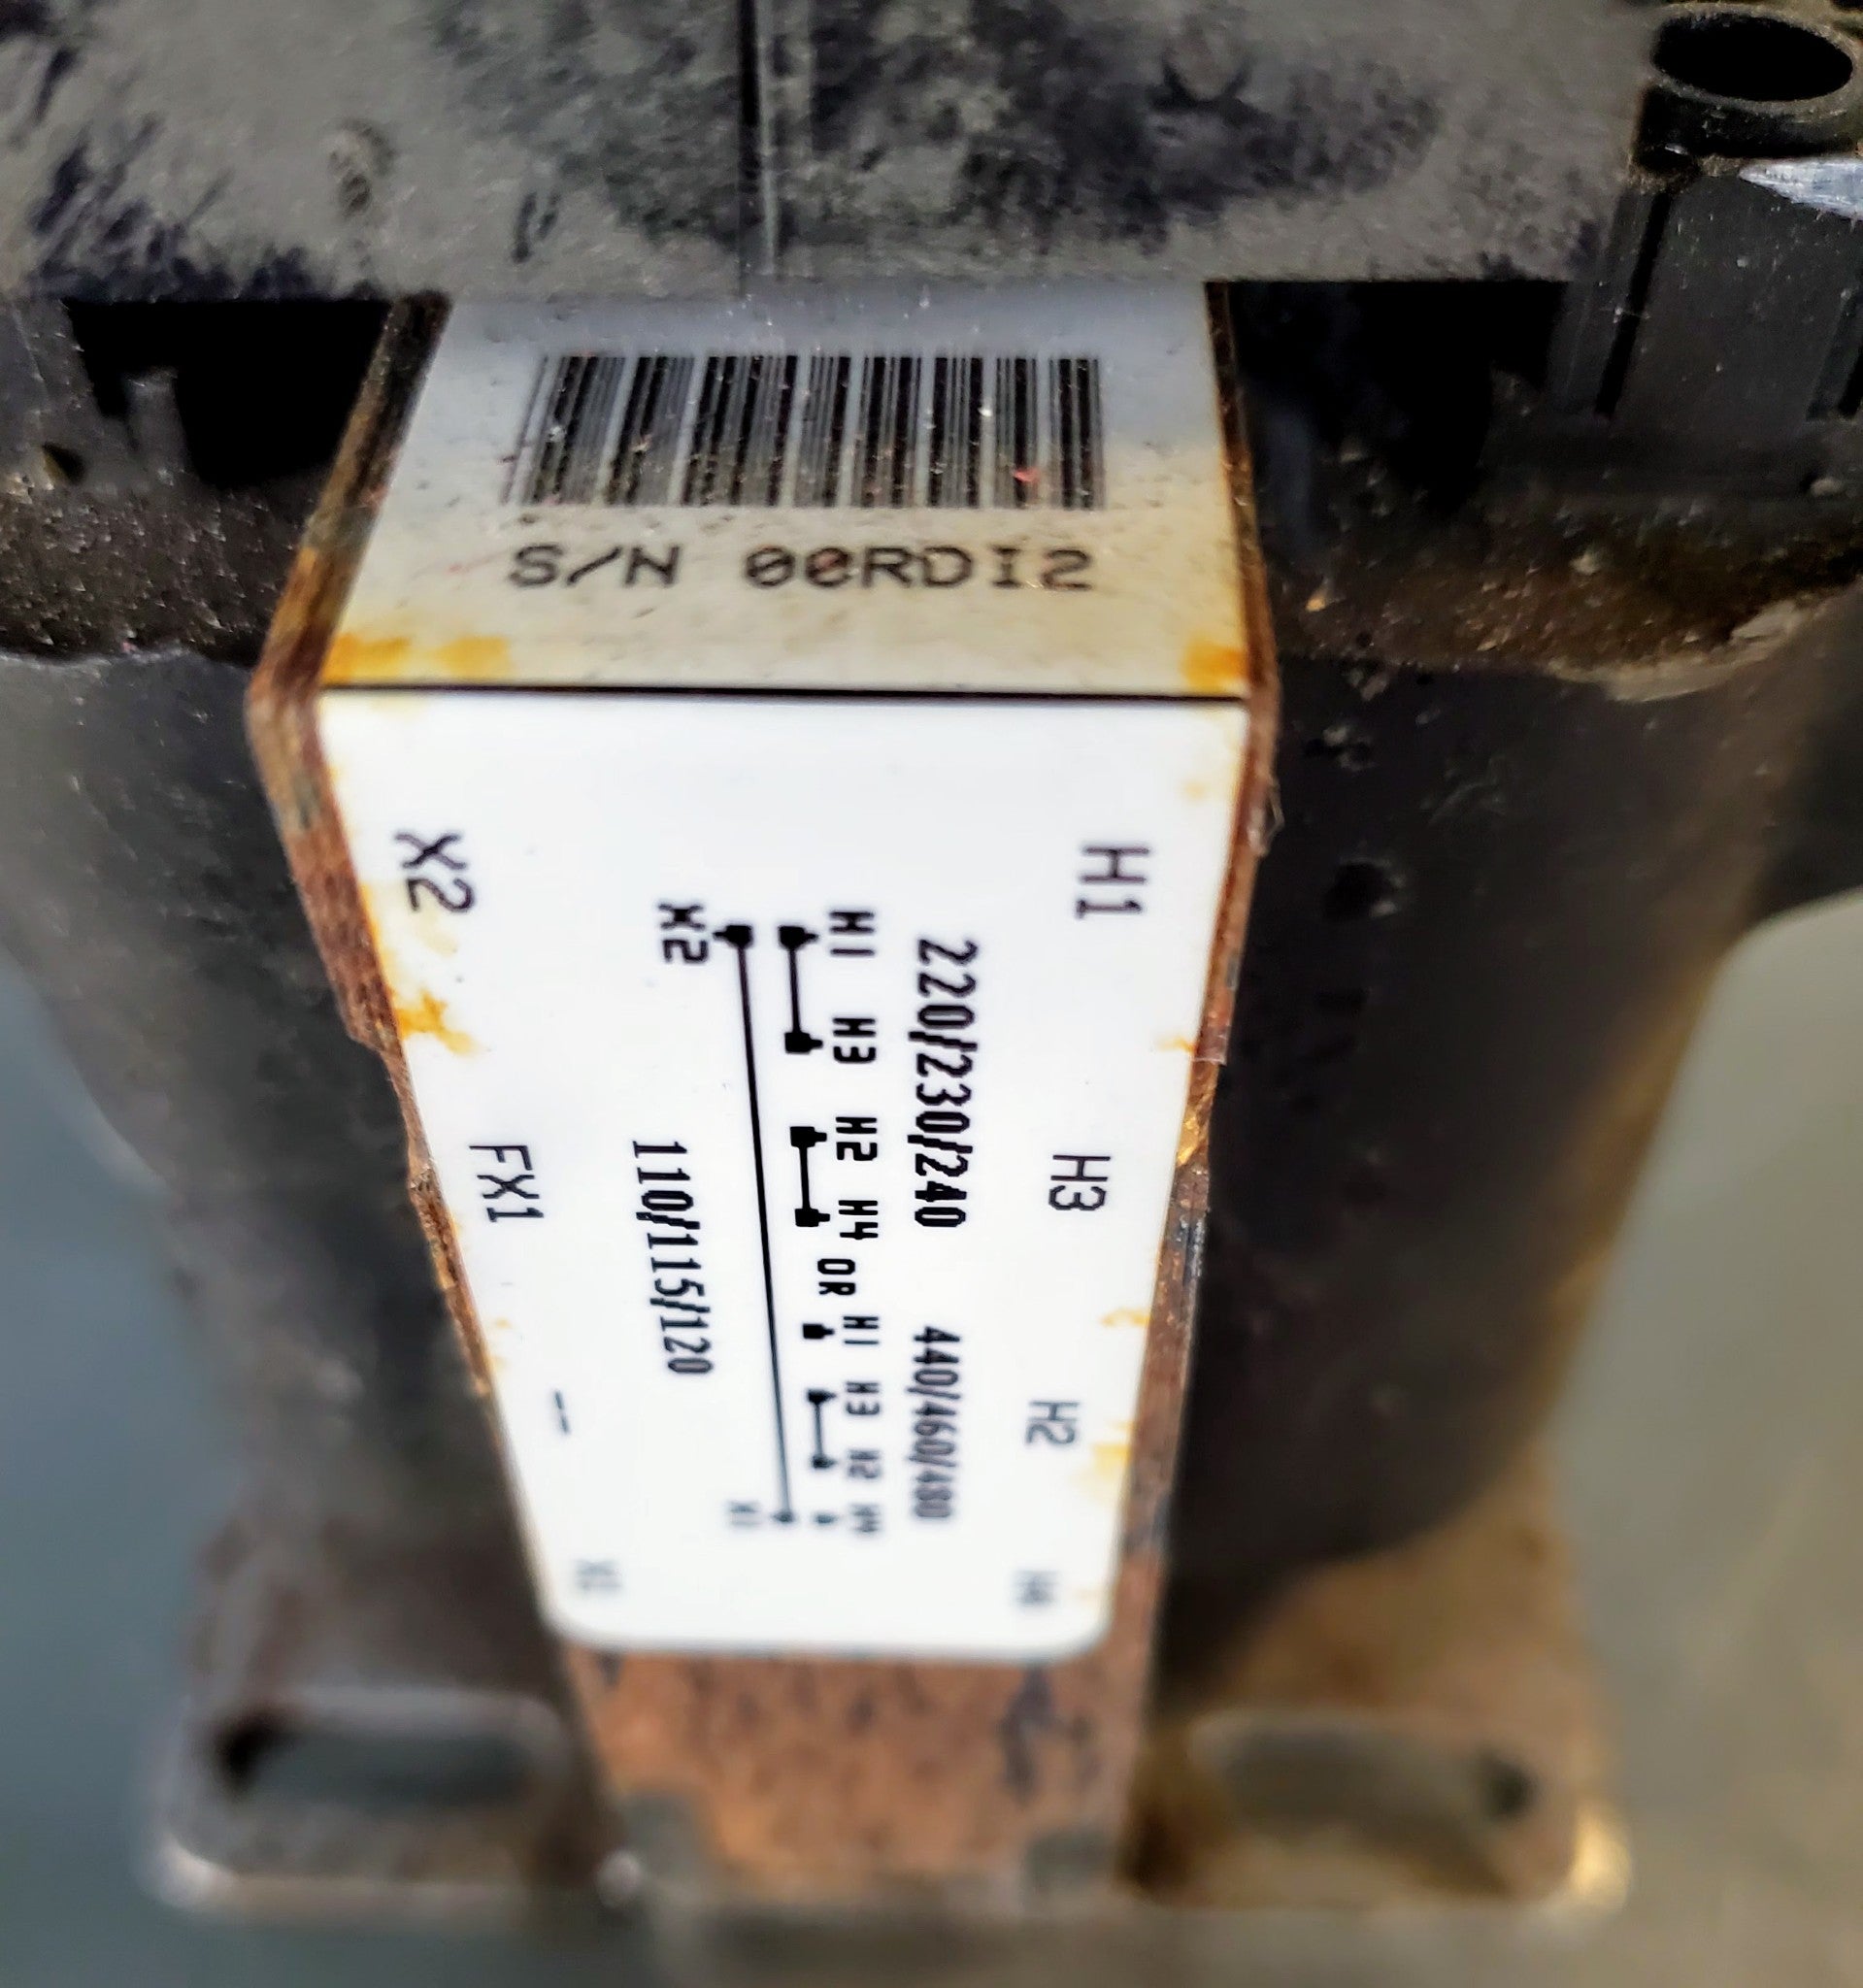 S/N 00RDI2
H1 H3 H2 H4
220/230/240 440/460/480
H1 H3 H2 H4 OR H1 H3 H2 H4
X2 X1
110/115/120
X2 FX1 —